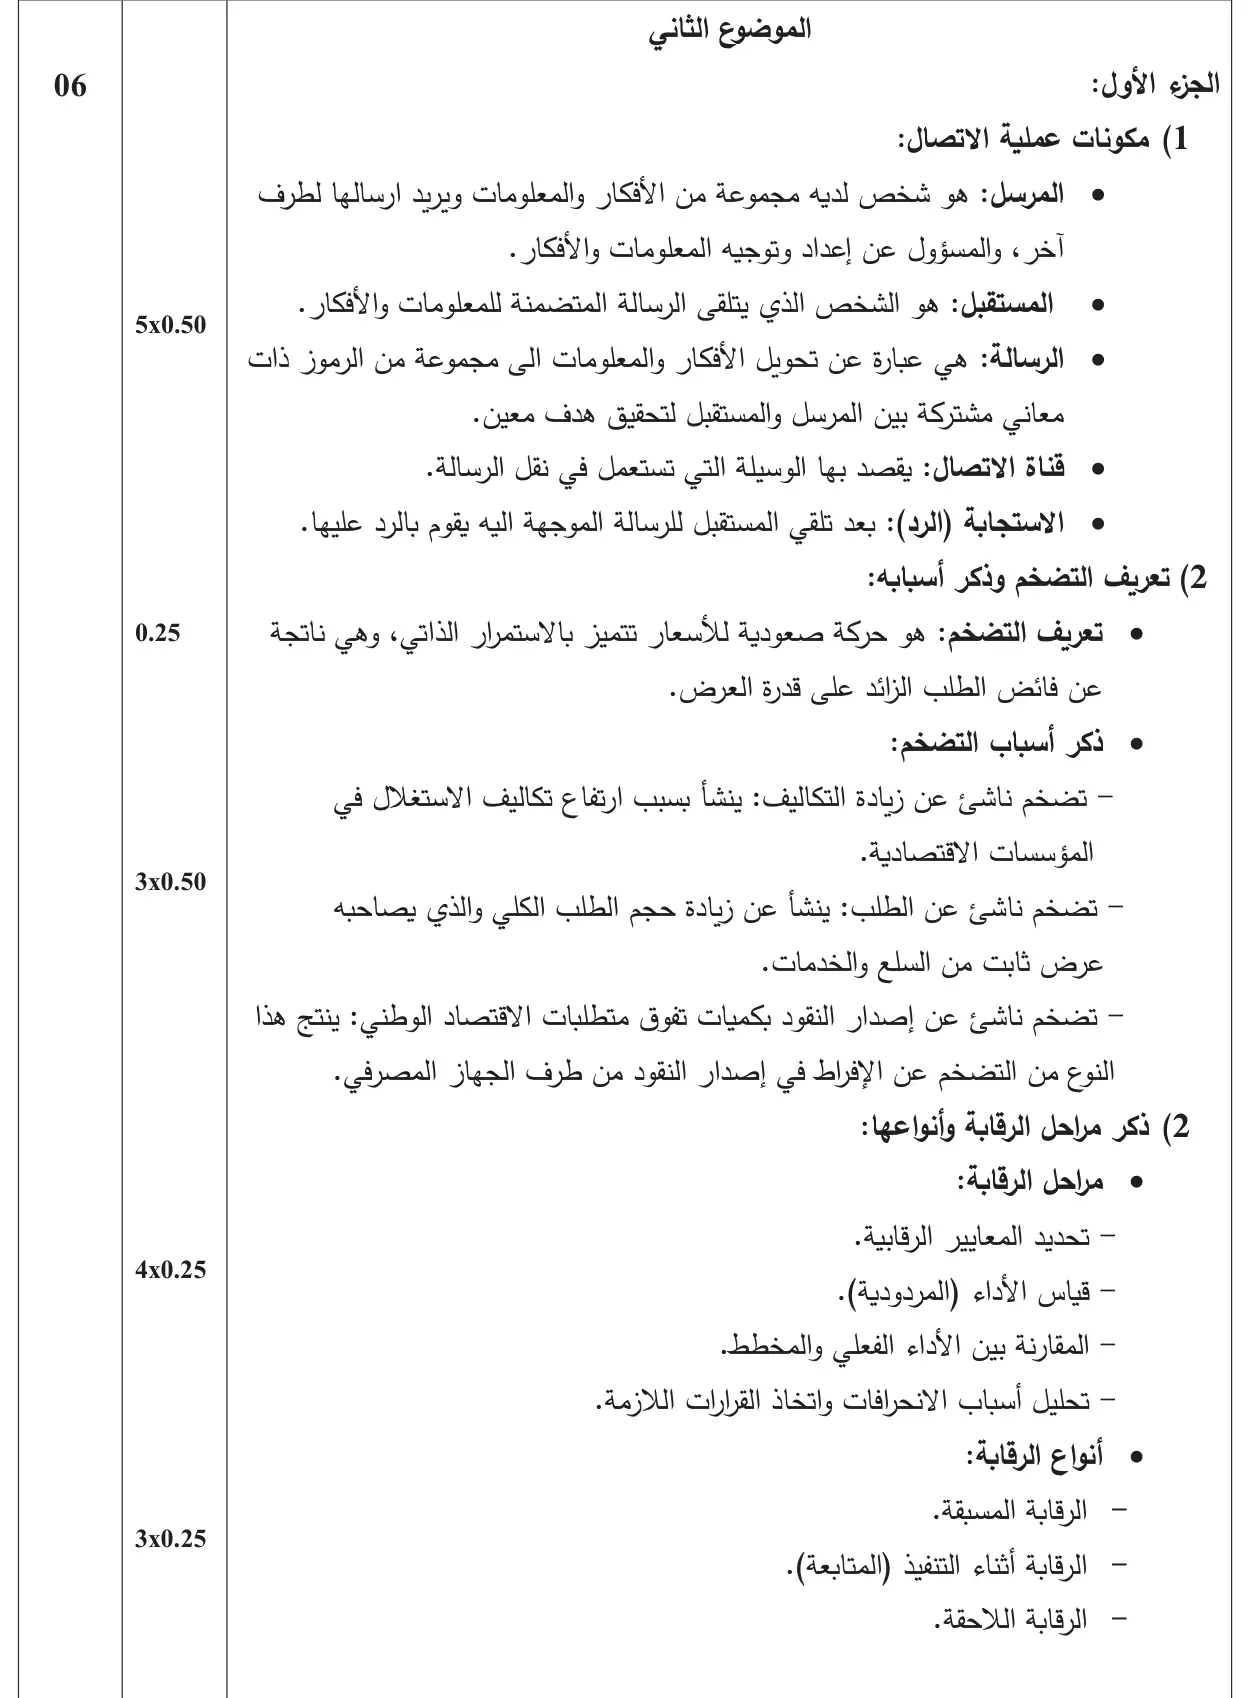 الموضوع الثاني
06
الجزء الأول:
1) مكونات عملية الاتصال:
• المرسل: هو شخص لديه مجموعة من الأفكار والمعلومات ويريد ارسالها لطرف
آخر، والمسؤول عن إعداد وتوجيه المعلومات والأفكار.
• المستقبل: هو الشخص الذي يتلقى الرسالة المتضمنة للمعلومات والأفكار.
5x0.50
• الرسالة: هي عبارة عن تحويل الأفكار والمعلومات الى مجموعة من الرموز ذات
معاني مشتركة بين المرسل والمستقبل لتحقيق هدف معين.
• قناة الاتصال: يقصد بها الوسيلة التي تستعمل في نقل الرسالة.
• الاستجابة (الرد): بعد تلقي المستقبل للرسالة الموجهة اليه يقوم بالرد عليها.
2) تعريف التضخم وذكر أسبابه:
0.25
• تعريف التضخم: هو حركة صعودية للأسعار تتميز بالاستمرار الذاتي، وهي ناتجة
عن فائض الطلب الزائد على قدرة العرض.
• ذكر أسباب التضخم:
– تضخم ناشئ عن زيادة التكاليف: ينشأ بسبب ارتفاع تكاليف الاستغلال في
المؤسسات الاقتصادية.
3x0.50
– تضخم ناشئ عن الطلب: ينشأ عن زيادة حجم الطلب الكلي والذي يصاحبه
عرض ثابت من السلع والخدمات.
– تضخم ناشئ عن إصدار النقود بكميات تفوق متطلبات الاقتصاد الوطني: ينتج هذا
النوع من التضخم عن الإفراط في إصدار النقود من طرف الجهاز المصرفي.
2) ذكر مراحل الرقابة وأنواعها:
• مراحل الرقابة:
– تحديد المعايير الرقابية.
4x0.25
– قياس الأداء (المردودية).
– المقارنة بين الأداء الفعلي والمخطط.
– تحليل أسباب الانحرافات واتخاذ القرارات اللازمة.
• أنواع الرقابة:
– الرقابة المسبقة.
3x0.25
– الرقابة أثناء التنفيذ (المتابعة).
– الرقابة اللاحقة.